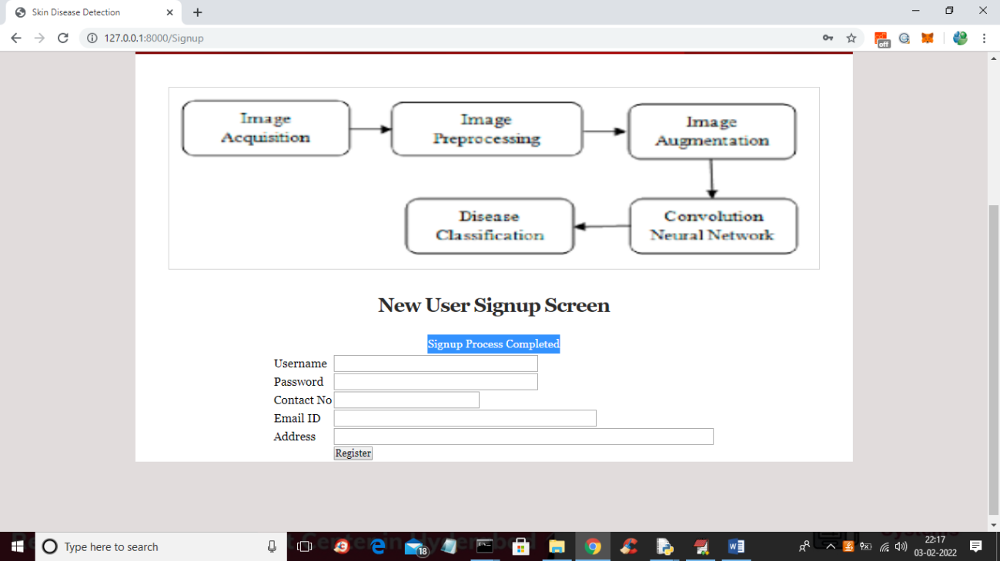 Skin Disease Detection
127.0.0.1:8000/Signup
off
Image
Acquisition
Image
Preprocessing
Image
Augmentation
Disease
Classification
Convolution
Neural Network
New User Signup Screen
Signup Process Completed
Username
Password
Contact No
Email ID
Address
Register
Type here to search
18
22:17
03-02-2022